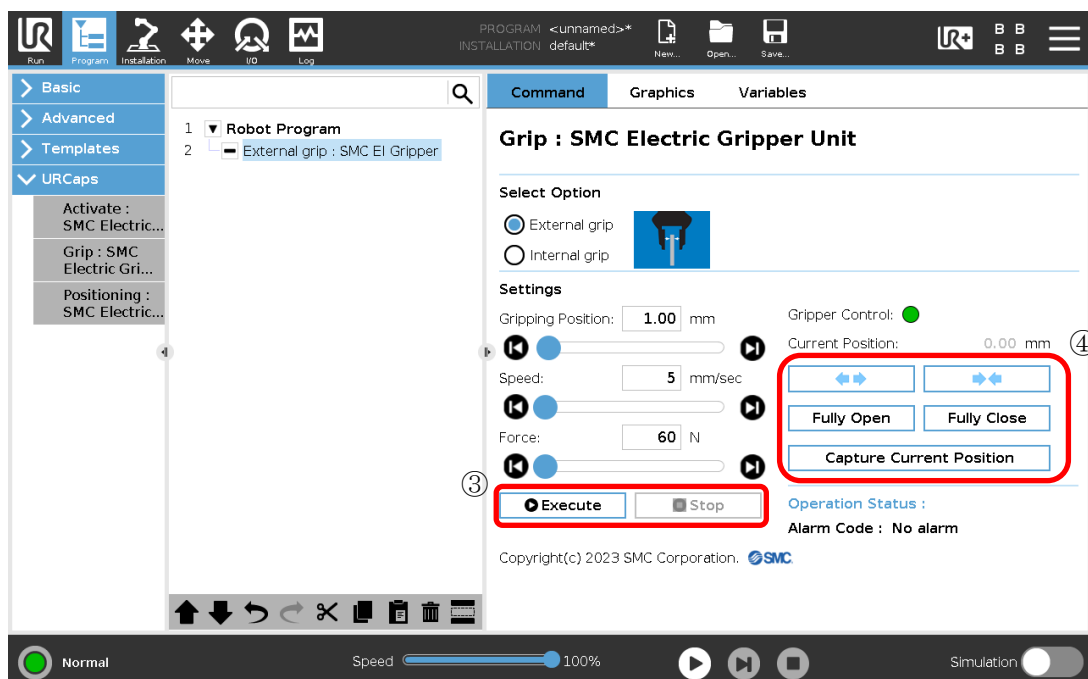 PROGRAM <unnamed>*
INSTALLATION default*
Run
Program
Installation
Move
I/O
Log
New...
Open...
Save...
UR
UR+
B B
B B
Basic
Advanced
Templates
URCaps
Activate :
SMC Electric...
Grip : SMC
Electric Gri...
Positioning :
SMC Electric...
1 Robot Program
2 External grip : SMC El Gripper
Command Graphics Variables
Grip : SMC Electric Gripper Unit
Select Option
External grip
Internal grip
Settings
Gripping Position: 1.00 mm
Speed: 5 mm/sec
Force: 60 N
③
Execute Stop
Gripper Control:
Current Position: 0.00 mm
④
Fully Open Fully Close
Capture Current Position
Operation Status :
Alarm Code : No alarm
Copyright(c) 2023 SMC Corporation. SMC.
Normal
Speed 100%
Simulation